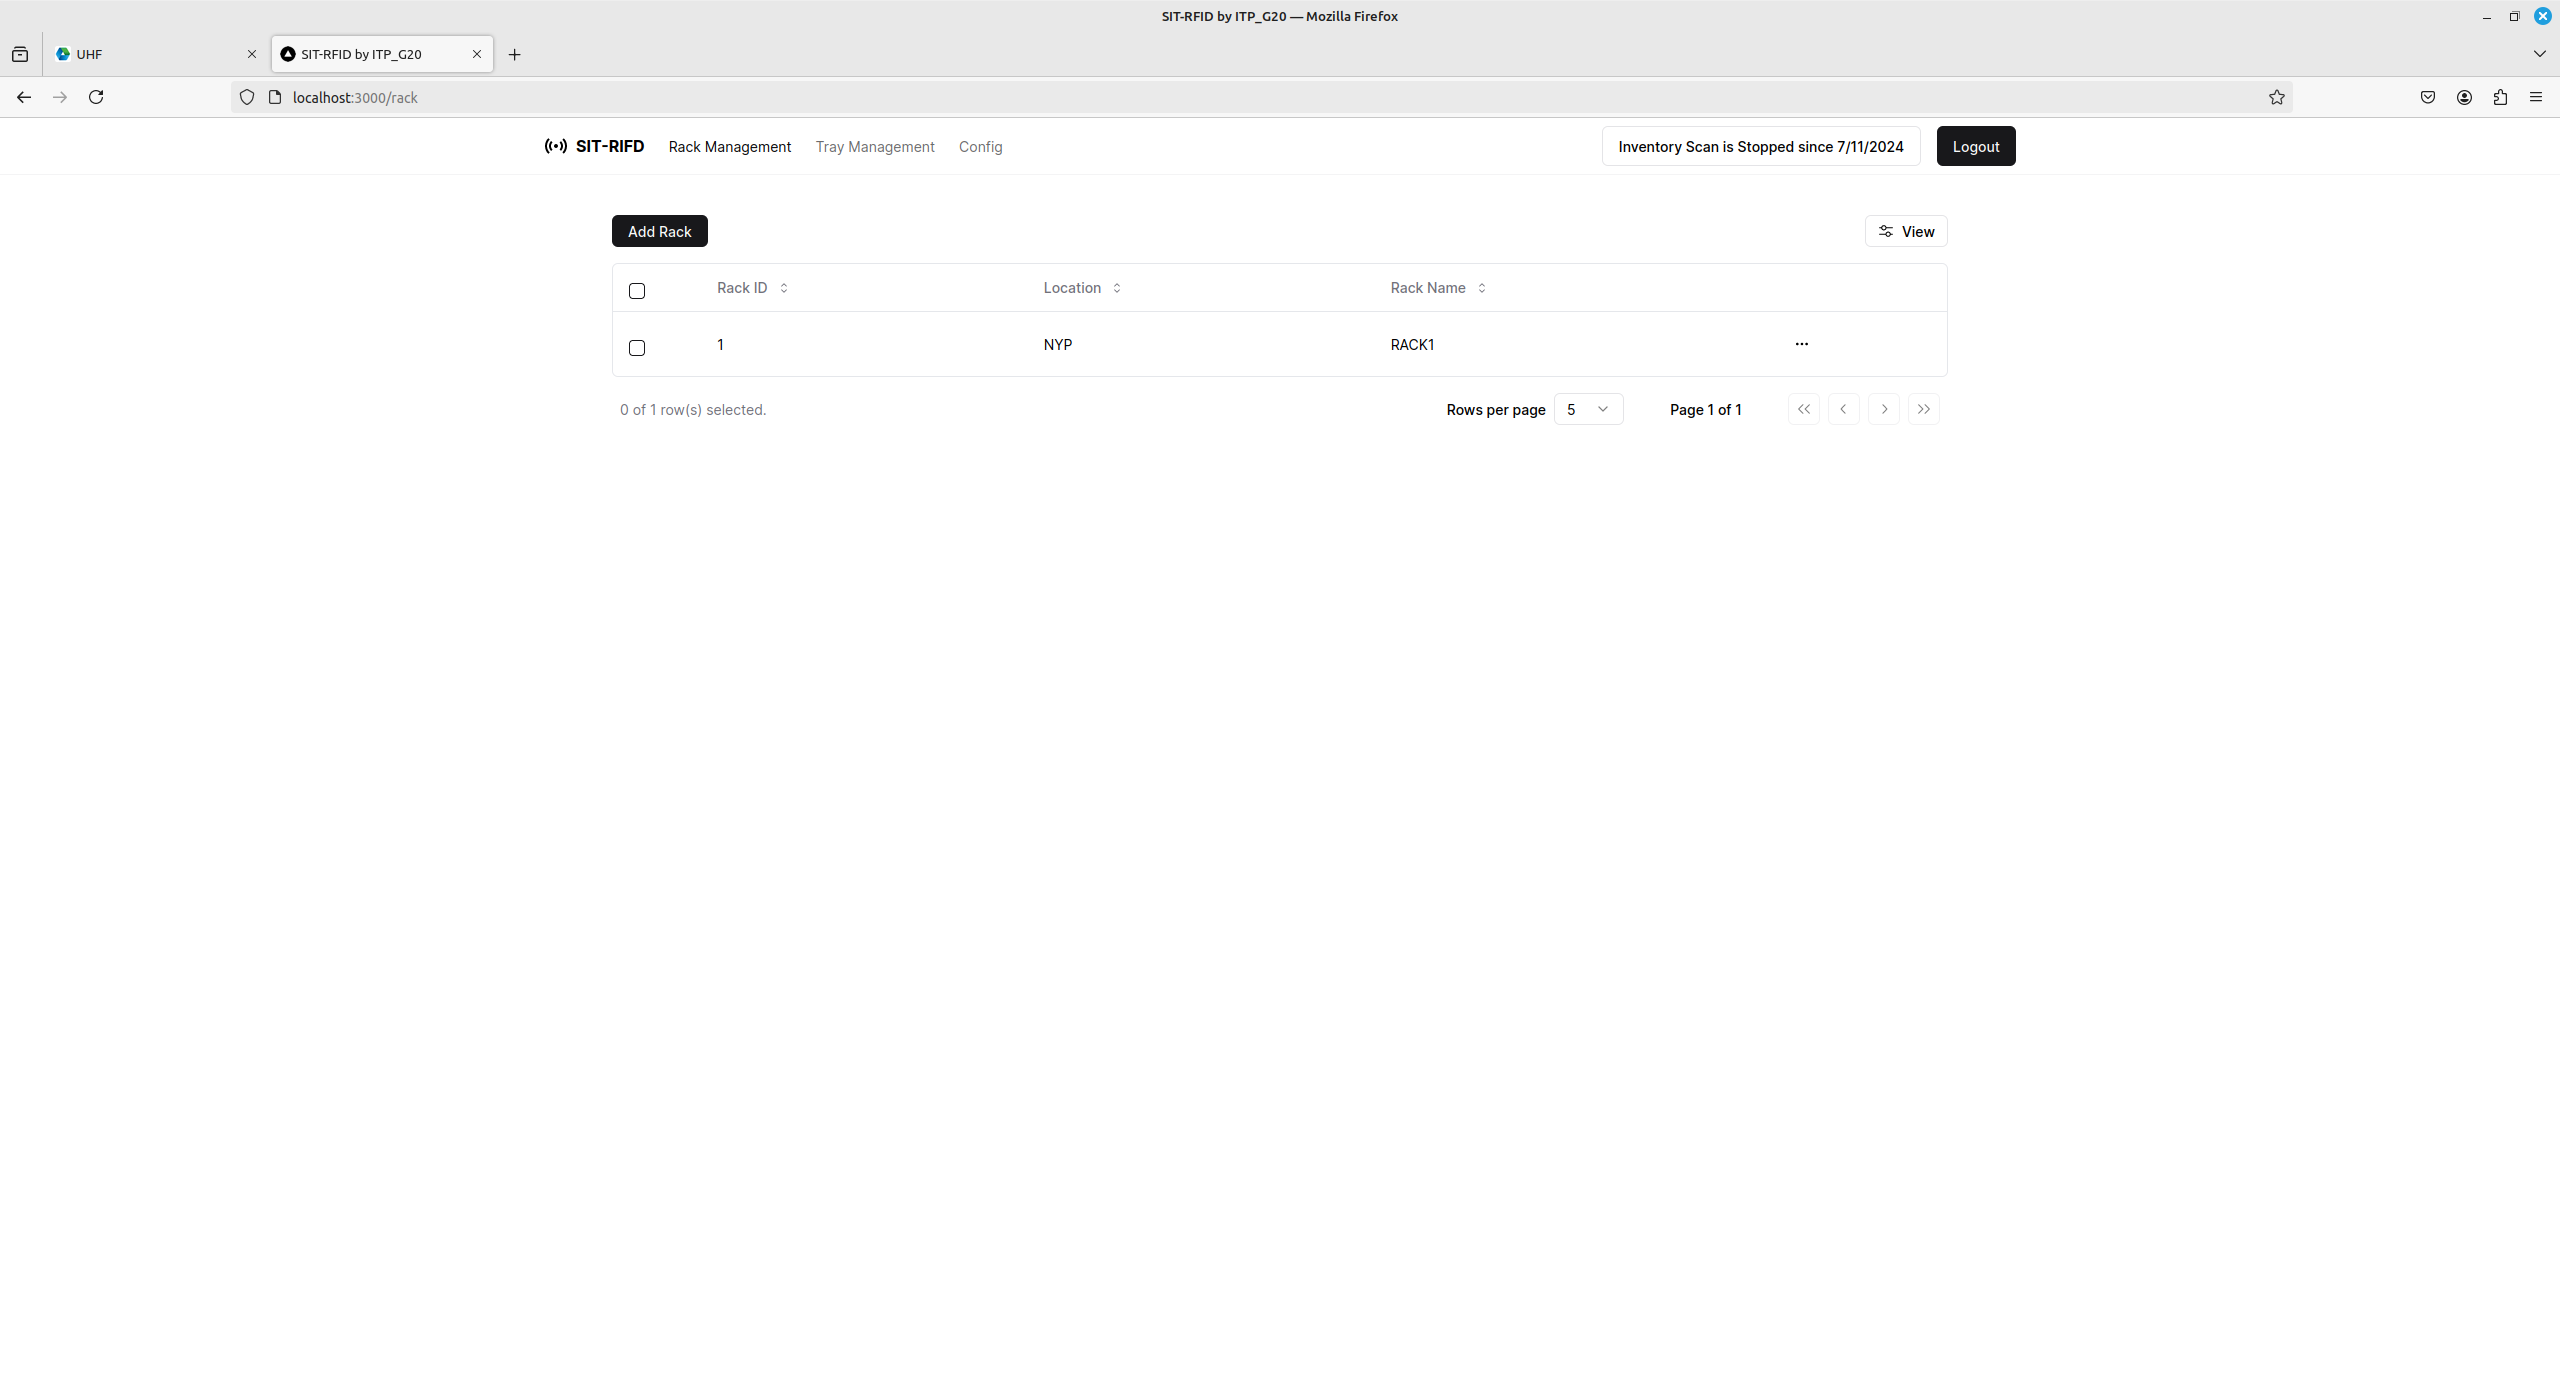 SIT-RFID by ITP_G20 — Mozilla Firefox
UHF
SIT-RFID by ITP_G20
localhost:3000/rack
SIT-RIFD Rack Management Tray Management Config Inventory Scan is Stopped since 7/11/2024 Logout
Add Rack View
Rack ID Location Rack Name
1 NYP RACK1
0 of 1 row(s) selected. Rows per page 5 Page 1 of 1